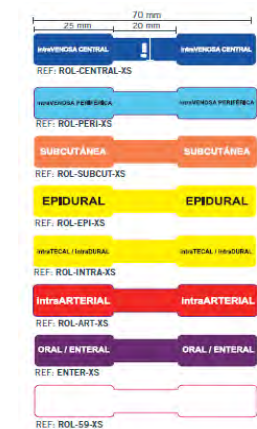 70 mm
25 mm 20 mm
intraVENOSA CENTRAL ! intraVENOSA CENTRAL
REF: ROL-CENTRAL-XS
intraVENOSA PERIFÉRICA intraVENOSA PERIFÉRICA
REF: ROL-PERI-XS
SUBCUTÁNEA SUBCUTÁNEA
REF: ROL-SUBCUT-XS
EPIDURAL EPIDURAL
REF: ROL-EPI-XS
intraTECAL / intraDURAL intraTECAL / intraDURAL
REF: ROL-INTRA-XS
intraARTERIAL intraARTERIAL
REF: ROL-ART-XS
ORAL / ENTERAL ORAL / ENTERAL
REF: ENTER-XS
REF: ROL-59-XS